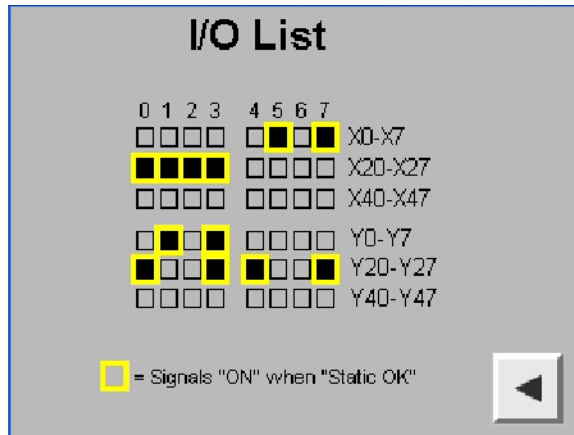 I/O List
0 1 2 3 4 5 6 7
X0-X7
X20-X27
X40-X47
Y0-Y7
Y20-Y27
Y40-Y47
= Signals "ON" when "Static OK"